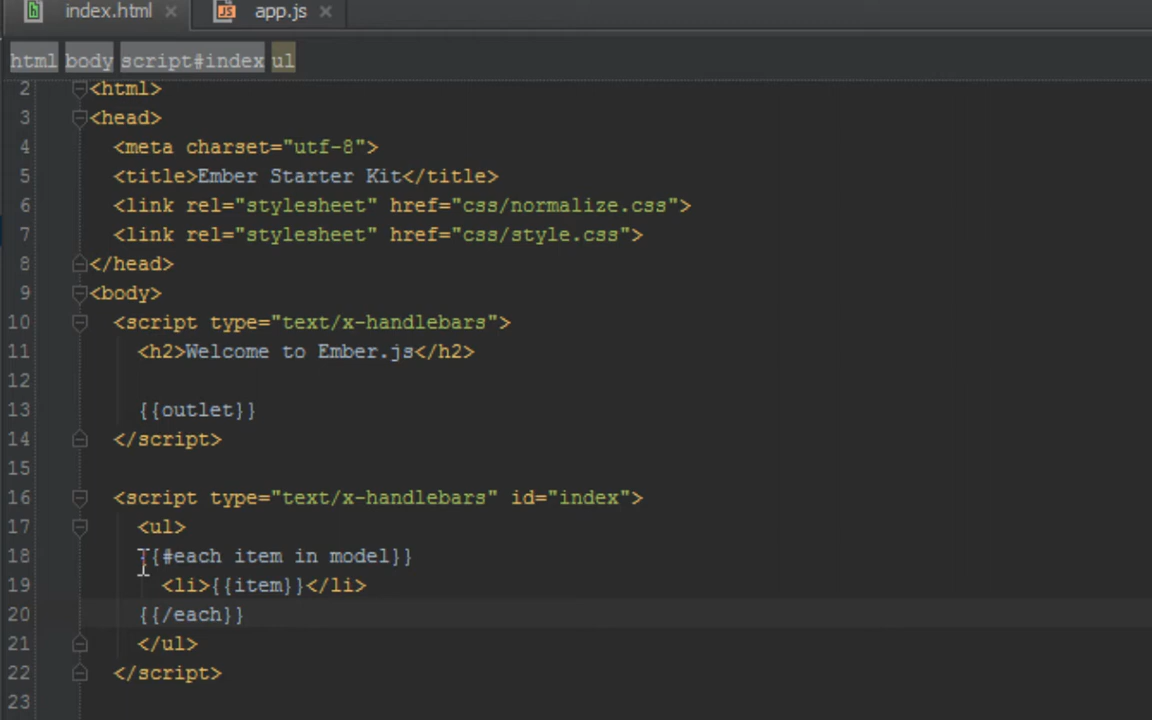 index.html app.js
html body script#index ul
2 <html>
3 <head>
4 <meta charset="utf-8">
5 <title>Ember Starter Kit</title>
6 <link rel="stylesheet" href="css/normalize.css">
7 <link rel="stylesheet" href="css/style.css">
8 </head>
9 <body>
10 <script type="text/x-handlebars">
11 <h2>Welcome to Ember.js</h2>
12
13 {{outlet}}
14 </script>
15
16 <script type="text/x-handlebars" id="index">
17 <ul>
18 {{#each item in model}}
19 <li>{{item}}</li>
20 {{/each}}
21 </ul>
22 </script>
23